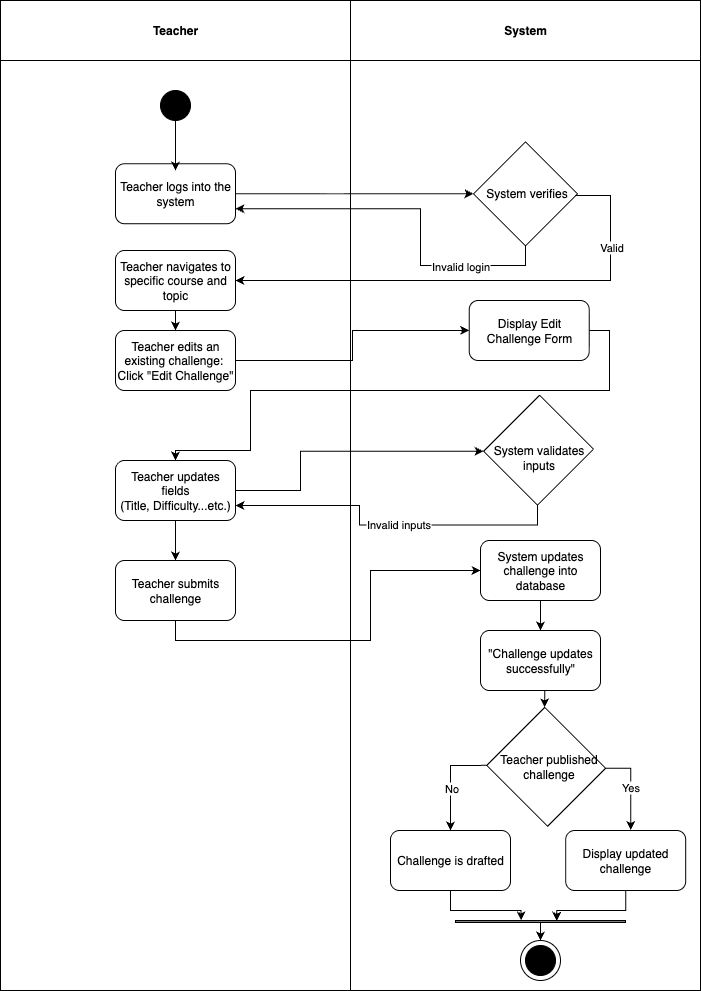 Teacher
System
Teacher logs into the
system
System verifies
Valid
Invalid login
Teacher navigates to
specific course and
topic
Teacher edits an
existing challenge:
Click "Edit Challenge"
Display Edit
Challenge Form
Teacher updates
fields
(Title, Difficulty...etc.)
System validates
inputs
Invalid inputs
Teacher submits
challenge
System updates
challenge into
database
"Challenge updates
successfully"
Teacher published
challenge
No
Yes
Challenge is drafted
Display updated
challenge